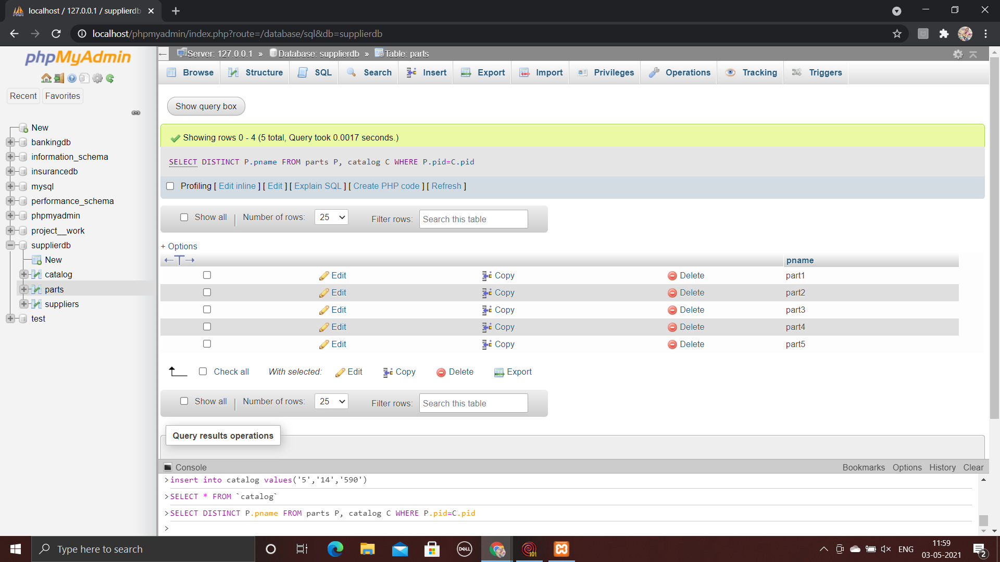 localhost / 127.0.0.1 / supplierdb
localhost/phpmyadmin/index.php?route=/database/sql&db=supplierdb
phpMyAdmin
Recent Favorites
New
bankingdb
information_schema
insurancedb
mysql
performance_schema
phpmyadmin
project__work
supplierdb
New
catalog
parts
suppliers
test
Server: 127.0.0.1 » Database: supplierdb » Table: parts
Browse Structure SQL Search Insert Export Import Privileges Operations Tracking Triggers
Show query box
Showing rows 0 - 4 (5 total, Query took 0.0017 seconds.)
SELECT DISTINCT P.pname FROM parts P, catalog C WHERE P.pid=C.pid
Profiling [ Edit inline ] [ Edit ] [ Explain SQL ] [ Create PHP code ] [ Refresh ]
Show all | Number of rows: 25 Filter rows: Search this table
+ Options
←T→ pname
Edit Copy Delete part1
Edit Copy Delete part2
Edit Copy Delete part3
Edit Copy Delete part4
Edit Copy Delete part5
Check all With selected: Edit Copy Delete Export
Show all | Number of rows: 25 Filter rows: Search this table
Query results operations
Console Bookmarks Options History Clear
>insert into catalog values('5','14','590')
>SELECT * FROM `catalog`
>SELECT DISTINCT P.pname FROM parts P, catalog C WHERE P.pid=C.pid
>
Type here to search
DELL
101
ENG
11:59
03-05-2021
2